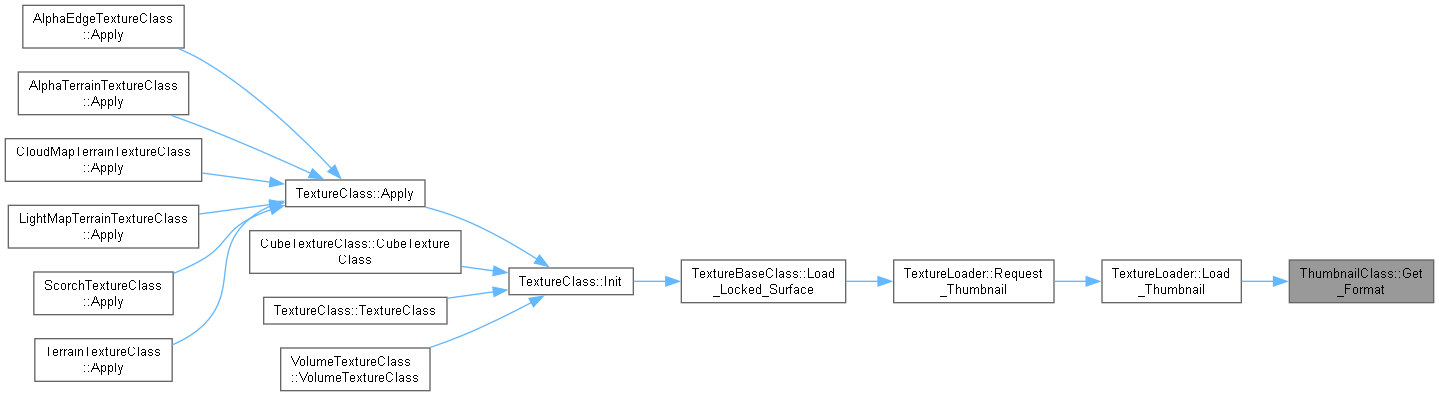 AlphaEdgeTextureClass
::Apply
AlphaTerrainTextureClass
::Apply
CloudMapTerrainTextureClass
::Apply
LightMapTerrainTextureClass
::Apply
ScorchTextureClass
::Apply
TerrainTextureClass
::Apply
TextureClass::Apply
CubeTextureClass::CubeTexture
Class
TextureClass::TextureClass
VolumeTextureClass
::VolumeTextureClass
TextureClass::Init
TextureBaseClass::Load
_Locked_Surface
TextureLoader::Request
_Thumbnail
TextureLoader::Load
_Thumbnail
ThumbnailClass::Get
_Format